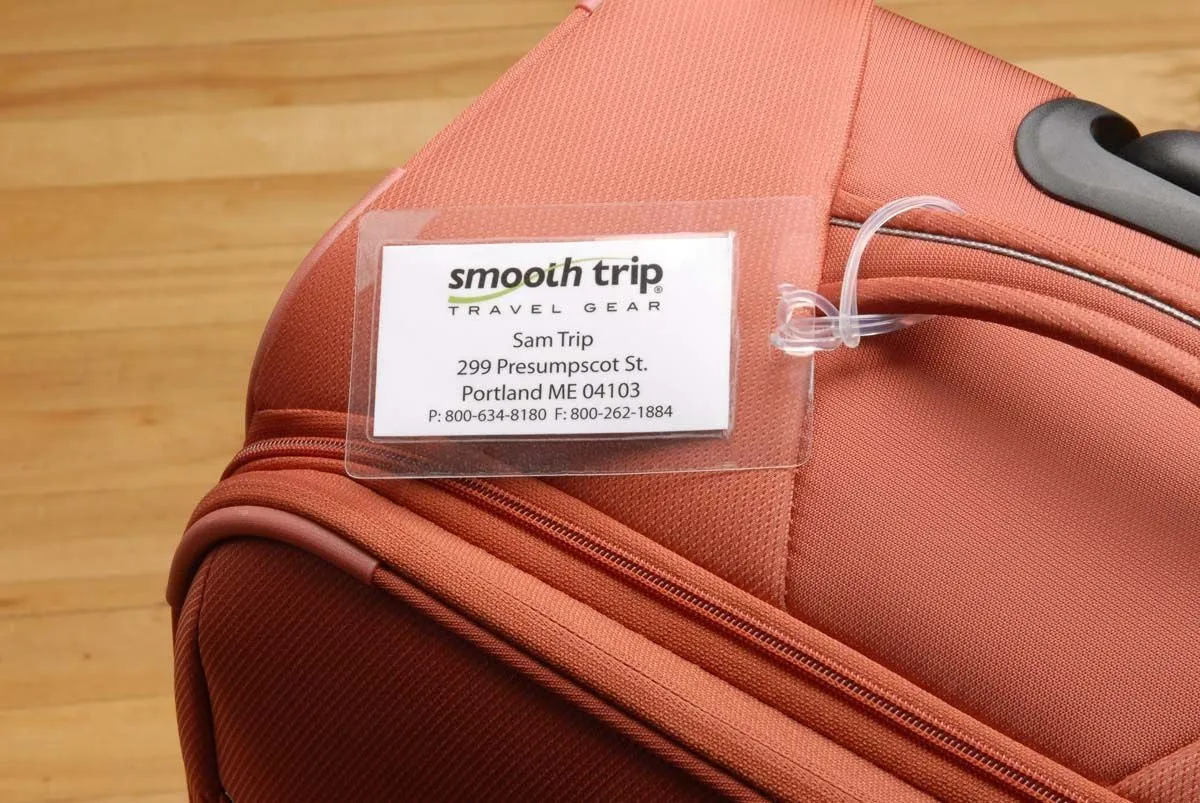 smooth trip®
TRAVEL GEAR
Sam Trip
299 Presumpscot St.
Portland ME 04103
P: 800-634-8180 F: 800-262-1884